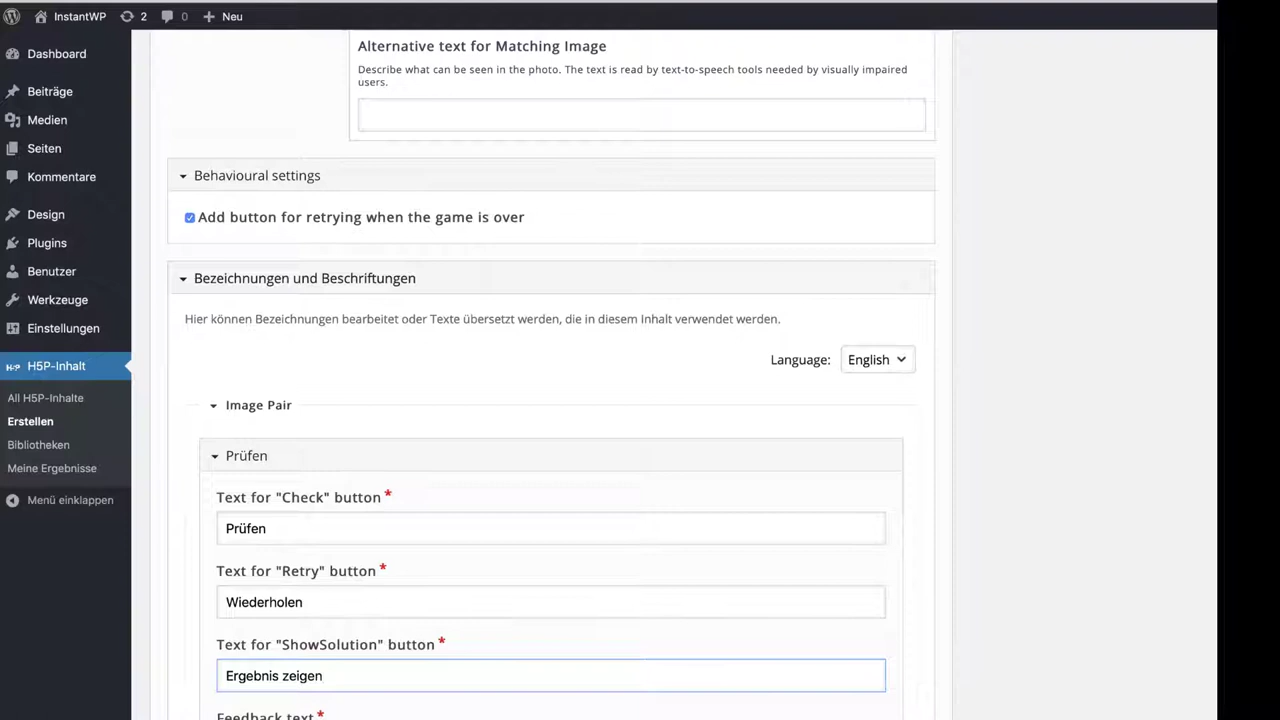 InstantWP 2 0 Neu
Dashboard
Beiträge
Medien
Seiten
Kommentare
Design
Plugins
Benutzer
Werkzeuge
Einstellungen
H5P H5P-Inhalt
All H5P-Inhalte
Erstellen
Bibliotheken
Meine Ergebnisse
Menü einklappen
Alternative text for Matching Image
Describe what can be seen in the photo. The text is read by text-to-speech tools needed by visually impaired
users.
Behavioural settings
Add button for retrying when the game is over
Bezeichnungen und Beschriftungen
Hier können Bezeichnungen bearbeitet oder Texte übersetzt werden, die in diesem Inhalt verwendet werden.
Language: English
Image Pair
Prüfen
Text for "Check" button *
Prüfen
Text for "Retry" button *
Wiederholen
Text for "ShowSolution" button *
Ergebnis zeigen
Feedback text *